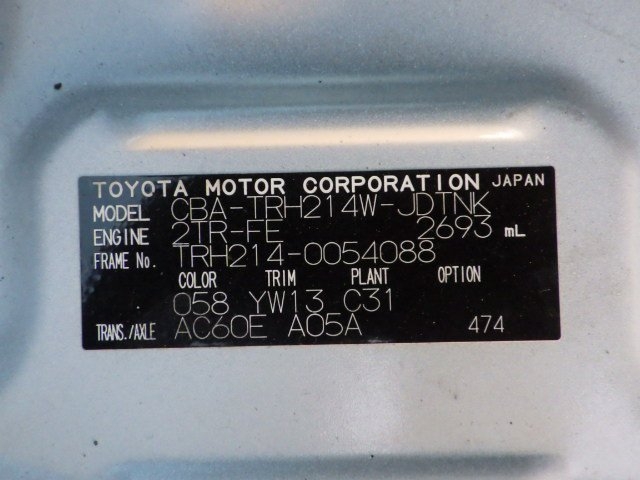 TOYOTA MOTOR CORPORATION JAPAN
MODEL CBA-TRH214W-JDTNK
ENGINE 2TR-FE 2693 mL
FRAME No. TRH214-0054088
COLOR TRIM PLANT OPTION
058 YW13 C31
TRANS./AXLE AC60E A05A 474